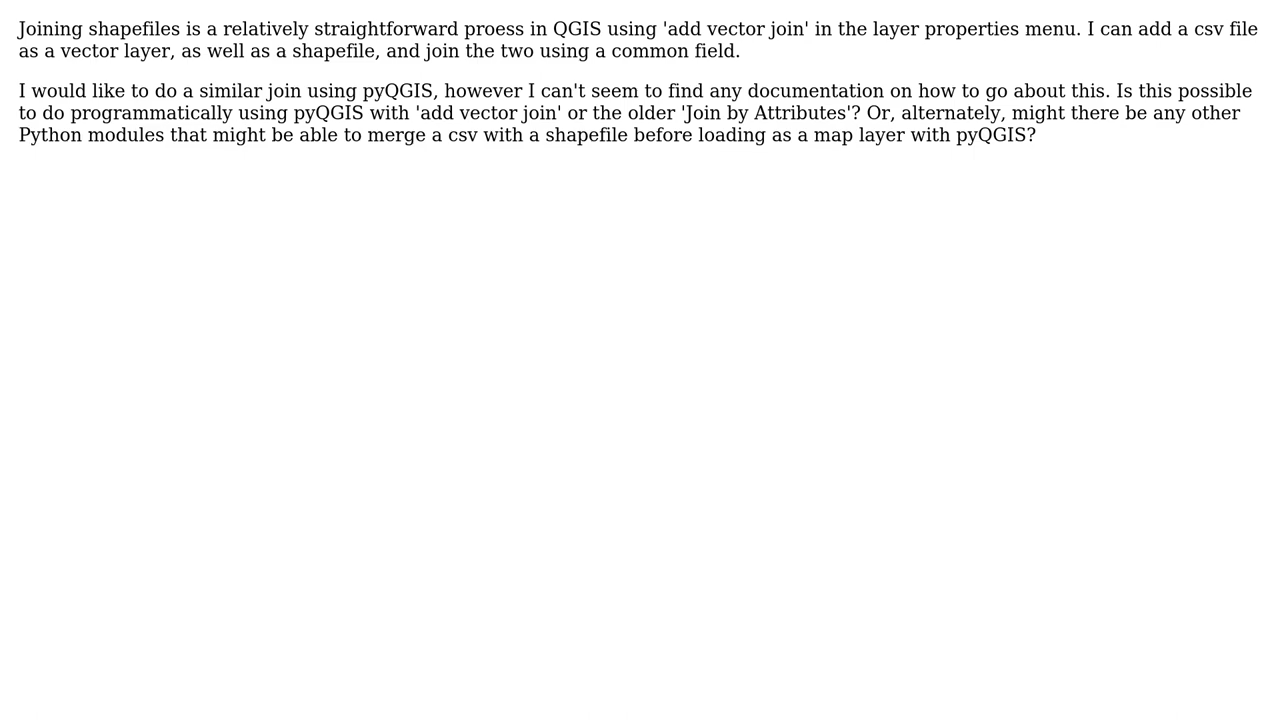 Joining shapefiles is a relatively straightforward proess in QGIS using 'add vector join' in the layer properties menu. I can add a csv file
as a vector layer, as well as a shapefile, and join the two using a common field.
I would like to do a similar join using pyQGIS, however I can't seem to find any documentation on how to go about this. Is this possible
to do programmatically using pyQGIS with 'add vector join' or the older 'Join by Attributes'? Or, alternately, might there be any other
Python modules that might be able to merge a csv with a shapefile before loading as a map layer with pyQGIS?